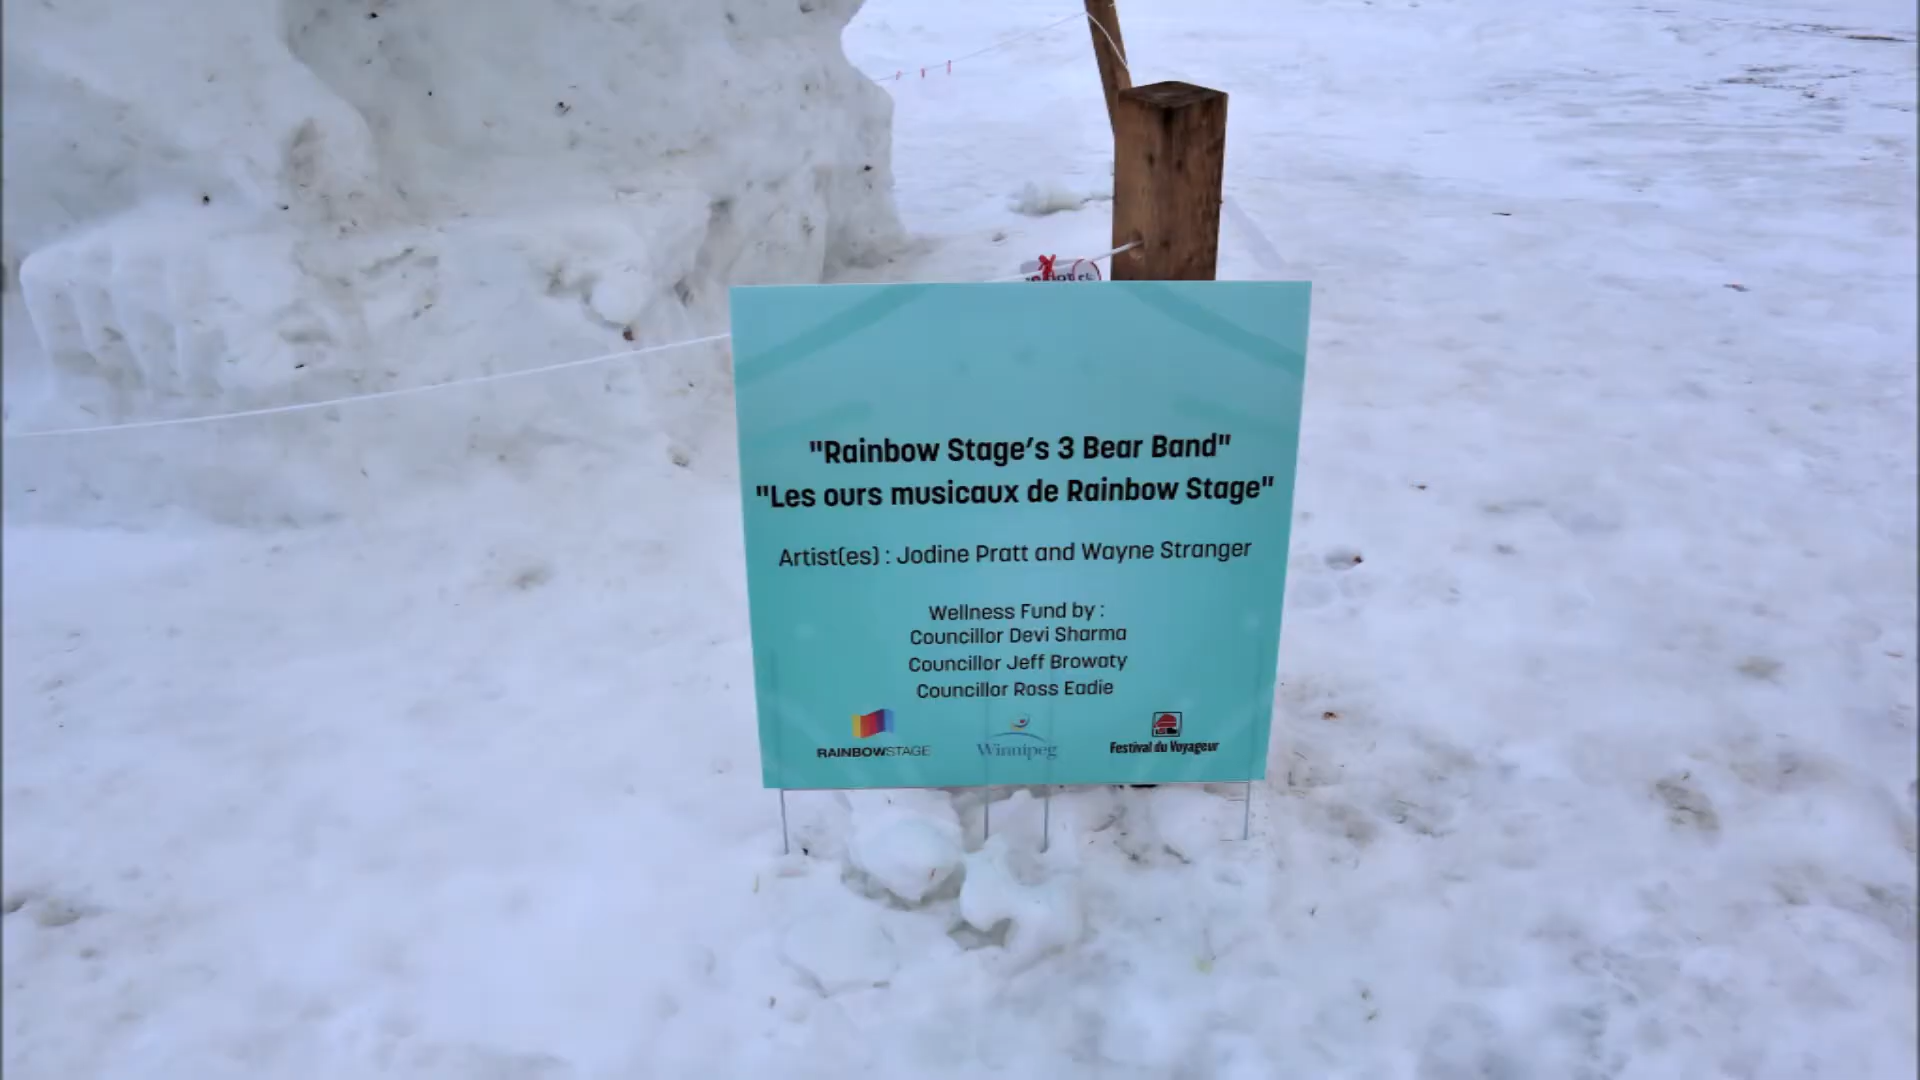 "Rainbow Stage's 3 Bear Band"
"Les ours musicaux de Rainbow Stage"
Artist(es) : Jodine Pratt and Wayne Stranger
Wellness Fund by :
Councillor Devi Sharma
Councillor Jeff Browaty
Councillor Ross Eadie
RAINBOWSTAGE
Winnipeg
Festival du Voyageur